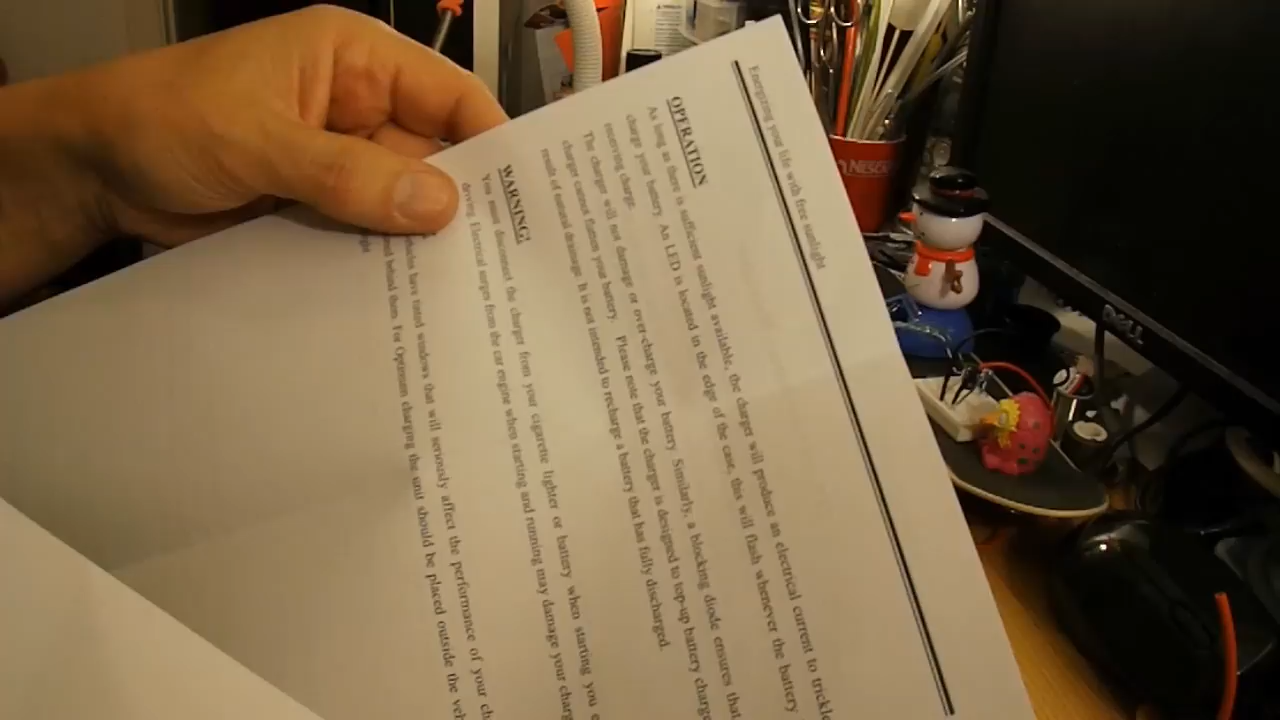 Energizing your life with free sunlight
OPERATION
As long as there is sufficient sunlight available, the charger will produce an electrical current to trickle
charge your battery. An LED is located in the edge of the case, this will flash whenever the battery
receiving charge.
The charger will not damage or over-charge your battery Similarly, a blocking diode ensures that
charger cannot flatten your battery. Please note that the charger is designed to top-up battery charge
result of natural drainage It is not intended to recharge a battery that has fully discharged.
WARNING!
You must disconnect the charger from your cigarette lighter or battery when starting you
driving Electrical surges from the car engine when starting and running may damage your
have tinted windows that will seriously affect the performance of your
behind them. For Optimum charging the unit should be placed outside the
NESCAFE
DELL